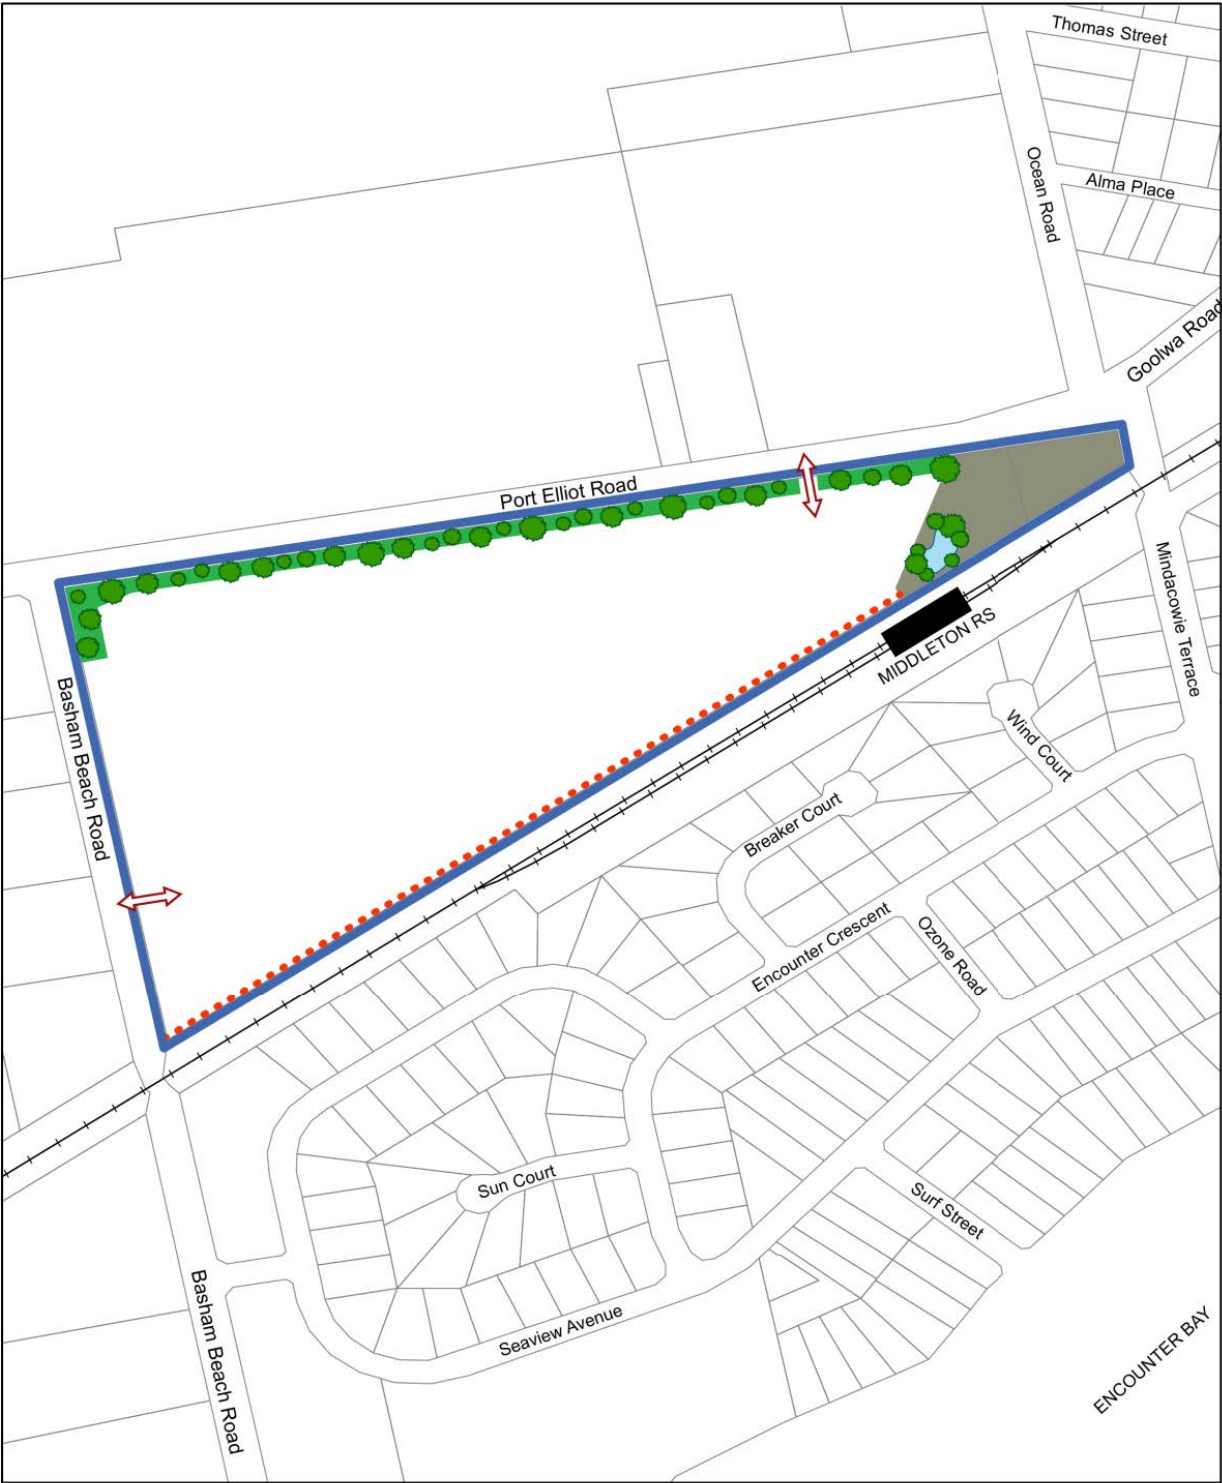 Thomas Street
Ocean Road
Alma Place
Goolwa Road
Port Elliot Road
Mindacowie Terrace
MIDDLETON RS
Basham Beach Road
Wind Court
Breaker Court
Encounter Crescent
Ozone Road
Sun Court
Surf Street
Seaview Avenue
Basham Beach Road
ENCOUNTER BAY